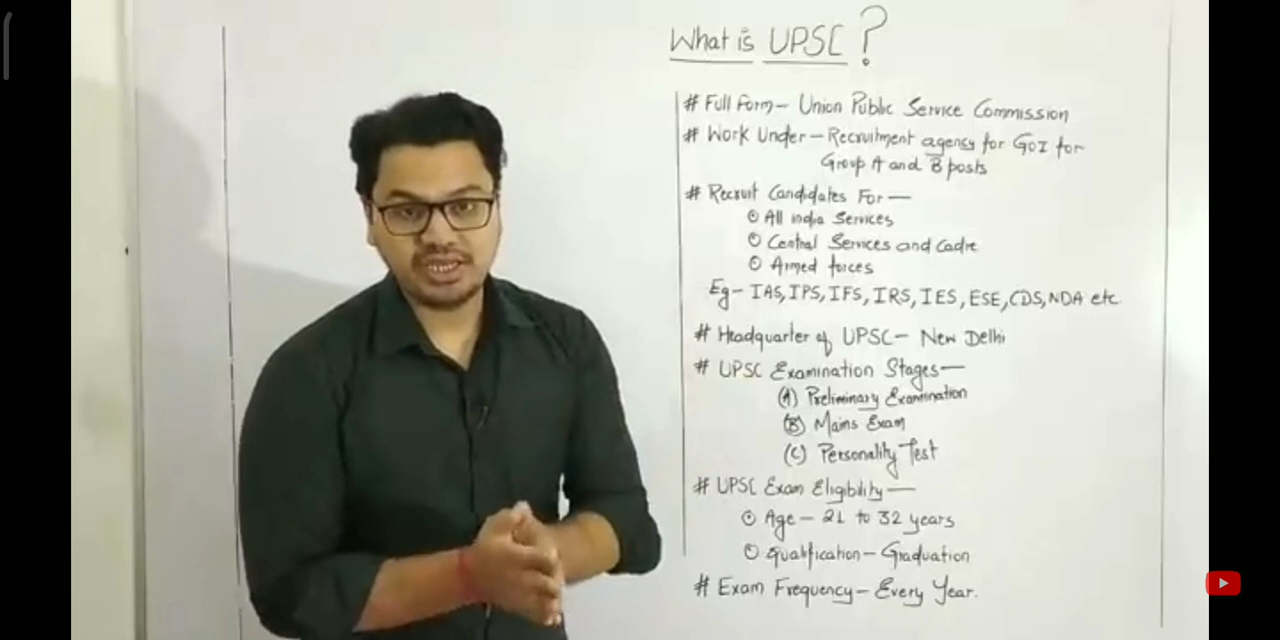 What is UPSC?
# Full Form - Union Public Service Commission
# Work Under - Recruitment agency for GOI for
Group A and B posts
# Recruit Candidates For -
⊙ All india Services
⊙ Central Services and Cadre
⊙ Armed forces
Eg - IAS, IPS, IFS, IRS, IES, ESE, CDS, NDA etc
# Headquarter of UPSC - New Delhi
# UPSC Examination Stages -
(A) Preliminary Examination
(B) Mains Exam
(C) Personality Test
# UPSC Exam Eligibility -
⊙ Age - 21 to 32 years
⊙ Qualification - Graduation
# Exam Frequency - Every Year.